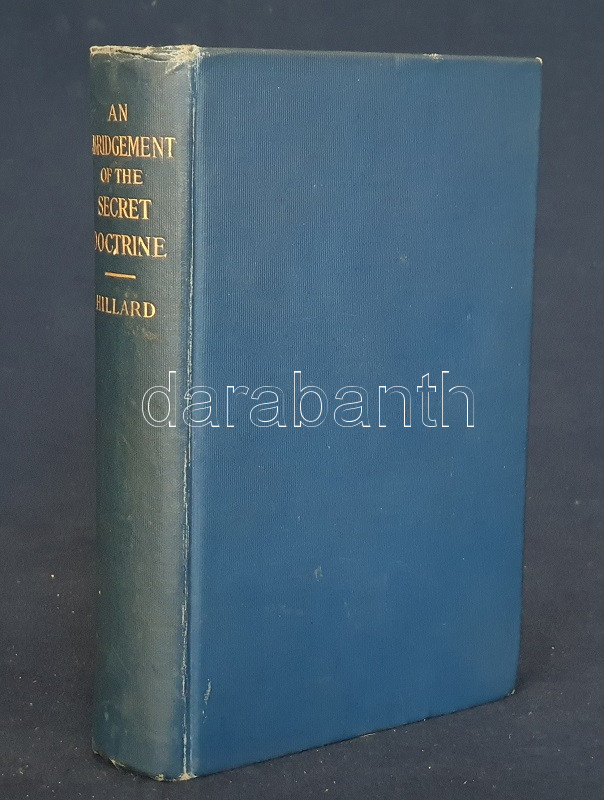 AN
ABRIDGEMENT
OF THE
SECRET
DOCTRINE
HILLARD
darabanth